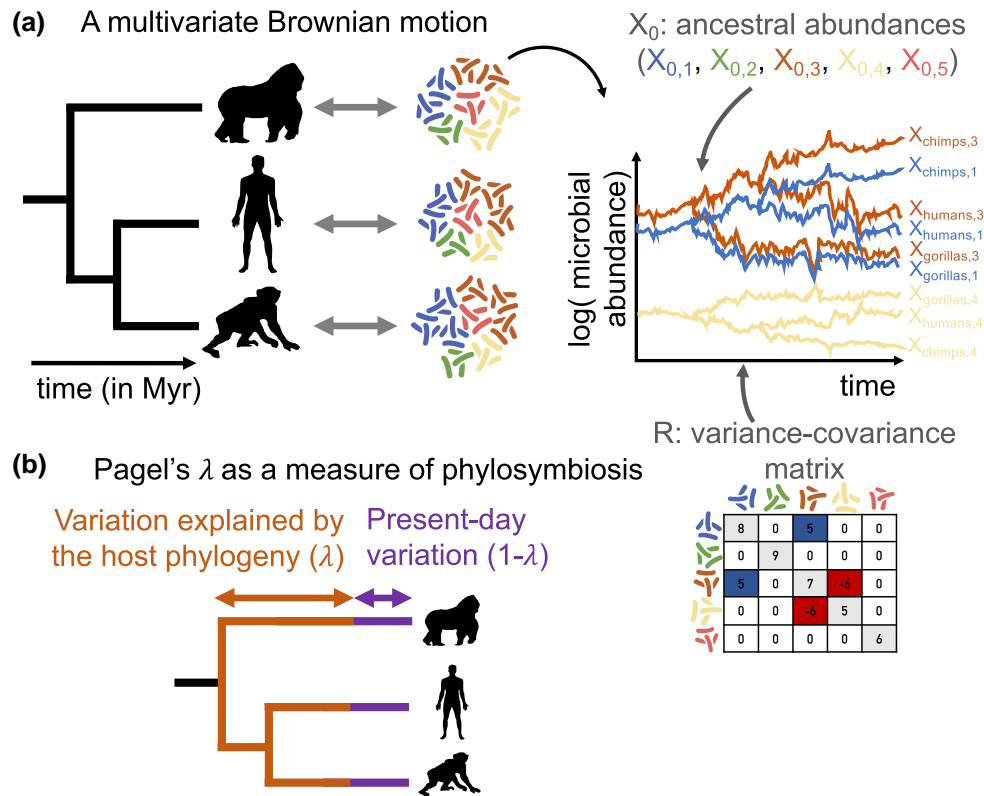 (a) A multivariate Brownian motion
X0: ancestral abundances
(X0,1, X0,2, X0,3, X0,4, X0,5)
log( microbial
abundance)
Xchimps,3
Xchimps,1
Xhumans,3
Xhumans,1
Xgorillas,3
Xgorillas,1
Xgorillas,4
Xhumans,4
Xchimps,4
time
time (in Myr)
R: variance-covariance
matrix
8 0 5 0 0
0 9 0 0 0
5 0 7 -6 0
0 0 -6 5 0
0 0 0 0 6
(b) Pagel's λ as a measure of phylosymbiosis
Variation explained by
the host phylogeny (λ)
Present-day
variation (1-λ)